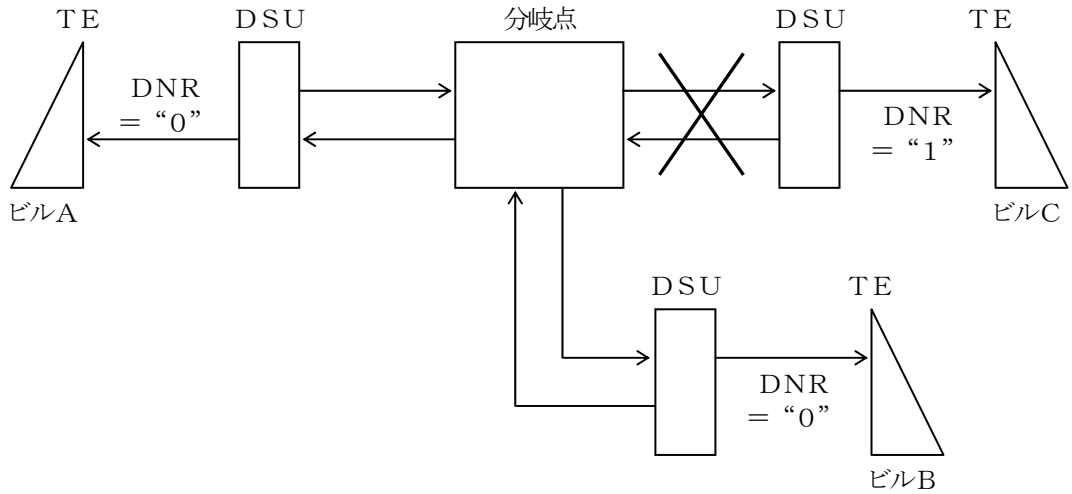 TE
DSU
分岐点
DSU
TE
DNR
= “0”
DNR
= “1”
ビルA
ビルC
DSU
TE
DNR
= “0”
ビルB